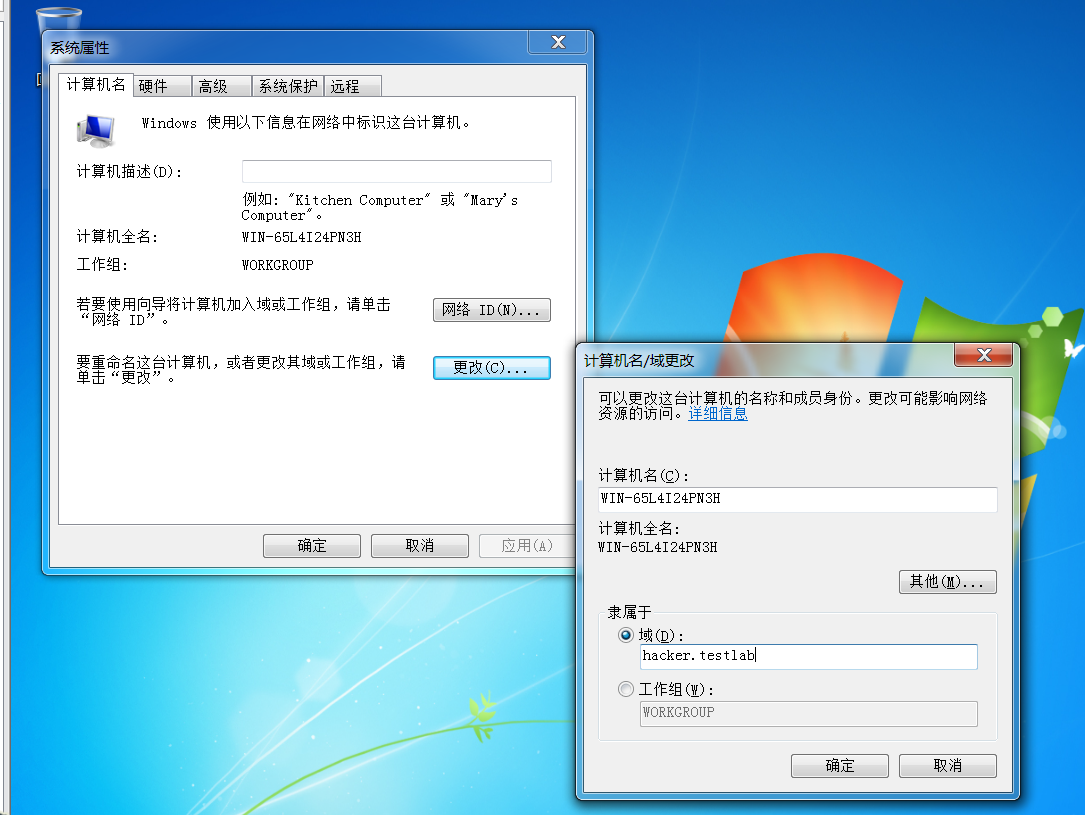 系统属性
计算机名 硬件 高级 系统保护 远程
Windows 使用以下信息在网络中标识这台计算机。
计算机描述(D):
例如: "Kitchen Computer" 或 "Mary's
Computer"。
计算机全名: WIN-65L4I24PN3H
工作组: WORKGROUP
若要使用向导将计算机加入域或工作组，请单击
“网络 ID”。
网络 ID(N)...
要重命名这台计算机，或者更改其域或工作组，请
单击“更改”。
更改(C)...
确定 取消 应用(A)
计算机名/域更改
可以更改这台计算机的名称和成员身份。更改可能影响网络
资源的访问。详细信息
计算机名(C):
WIN-65L4I24PN3H
计算机全名:
WIN-65L4I24PN3H
其他(M)...
隶属于
域(D):
hacker.testlab
工作组(W):
WORKGROUP
确定 取消